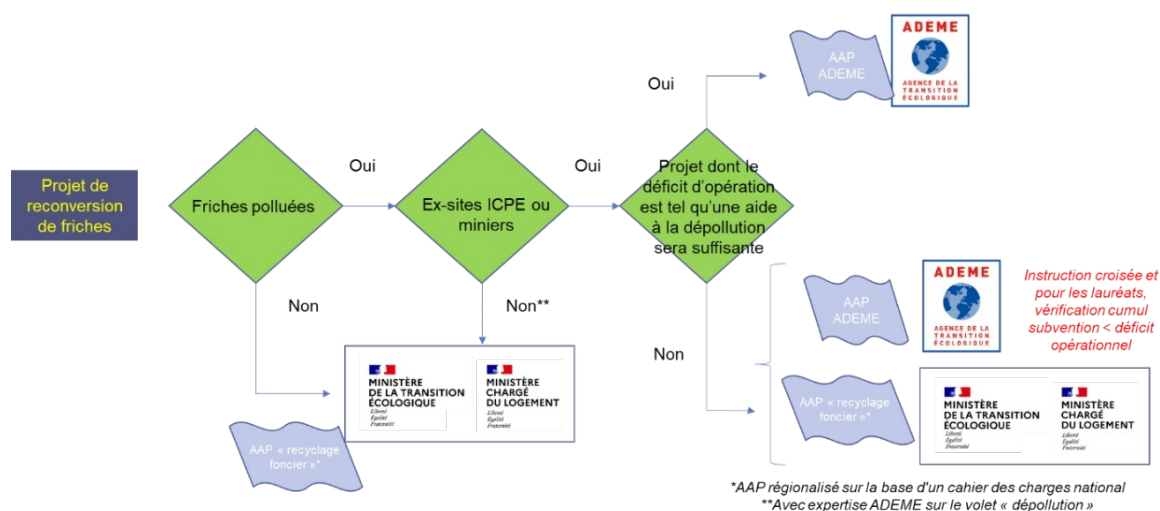 Projet de
reconversion
de friches
Friches polluées
Oui
Non
Ex-sites ICPE ou
miniers
Oui
Non**
Projet dont le
déficit d'opération
est tel qu'une aide
à la dépollution
sera suffisante
Oui
Non
AAP
ADEME
ADEME
AGENCE DE LA
TRANSITION
ÉCOLOGIQUE
AAP
ADEME
ADEME
AGENCE DE LA
TRANSITION
ÉCOLOGIQUE
Instruction croisée et
pour les lauréats,
vérification cumul
subvention < déficit
opérationnel
MINISTÈRE
DE LA TRANSITION
ÉCOLOGIQUE
Liberté
Égalité
Fraternité
MINISTÈRE
CHARGÉ
DU LOGEMENT
Liberté
Égalité
Fraternité
AAP « recyclage
foncier »*
AAP « recyclage
foncier »*
MINISTÈRE
DE LA TRANSITION
ÉCOLOGIQUE
Liberté
Égalité
Fraternité
MINISTÈRE
CHARGÉ
DU LOGEMENT
Liberté
Égalité
Fraternité
*AAP régionalisé sur la base d'un cahier des charges national
**Avec expertise ADEME sur le volet « dépollution »